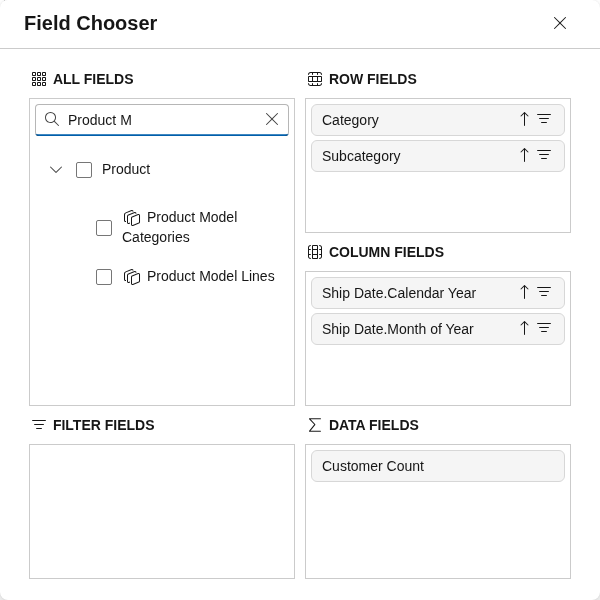 Field Chooser
ALL FIELDS
Product M
Product
Product Model
Categories
Product Model Lines
ROW FIELDS
Category
Subcategory
COLUMN FIELDS
Ship Date.Calendar Year
Ship Date.Month of Year
FILTER FIELDS
DATA FIELDS
Customer Count